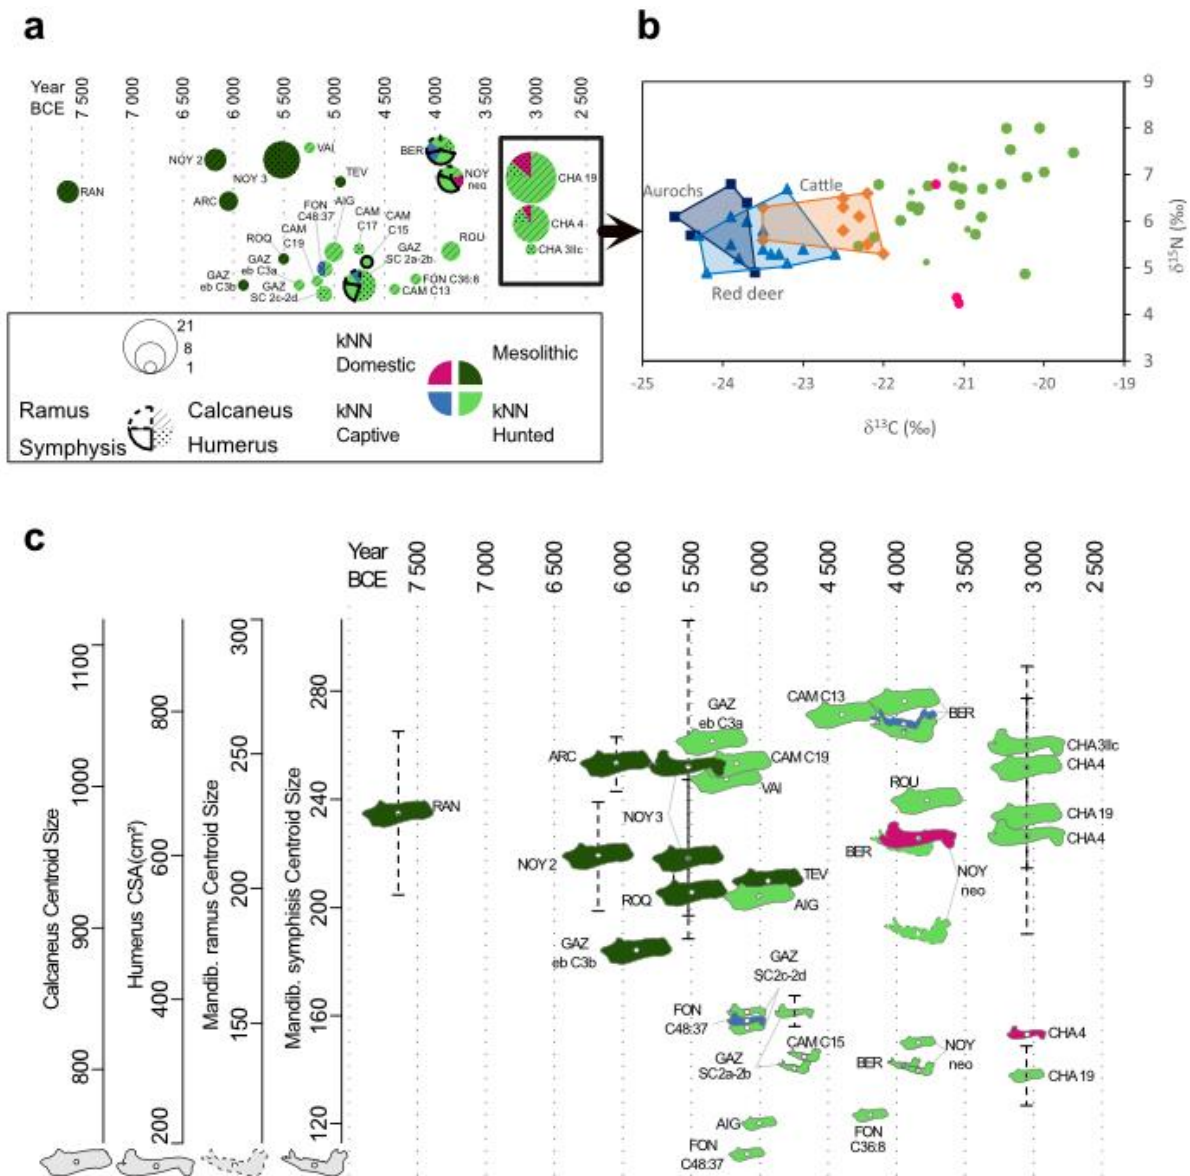 a
Year
BCE
7 500
7 000
6 500
6 000
5 500
5 000
4 500
4 000
3 500
3 000
2 500
RAN
NOY 2
ARC
NOY 3
VAI
TEV
FON
C48:37
AIG
CAM
C19
CAM
C17
CAM
C15
ROQ
GAZ
eb C3a
GAZ
eb C3b
GAZ
SC 2c-2d
GAZ
SC 2a-2b
ROU
FON C36:8
CAM C13
BER
NOY
neo
CHA 19
CHA 4
CHA 3IIc
21
8
1
Ramus
Symphysis
Calcaneus
Humerus
kNN
Domestic
Mesolithic
kNN
Captive
kNN
Hunted
b
Aurochs
Cattle
Red deer
9
8
7
6
5
4
3
δ15N (‰)
-25
-24
-23
-22
-21
-20
-19
δ13C (‰)
c
Year
BCE
7 500
7 000
6 500
6 000
5 500
5 000
4 500
4 000
3 500
3 000
2 500
Calcaneus Centroid Size
1100
1000
900
800
Humerus CSA(cm²)
800
600
400
200
Mandib. ramus Centroid Size
300
250
200
150
Mandib. symphisis Centroid Size
280
240
200
160
120
RAN
ARC
NOY 2
NOY 3
ROQ
GAZ
eb C3b
GAZ
eb C3a
CAM C19
VAI
TEV
AIG
GAZ
SC2c-2d
FON
C48:37
GAZ
SC2a-2b
CAM C15
AIG
FON
C48:37
CAM C13
BER
ROU
BER
NOY
neo
BER
NOY
neo
FON
C36:8
CHA 3IIc
CHA 4
CHA 19
CHA 4
CHA 4
CHA 19